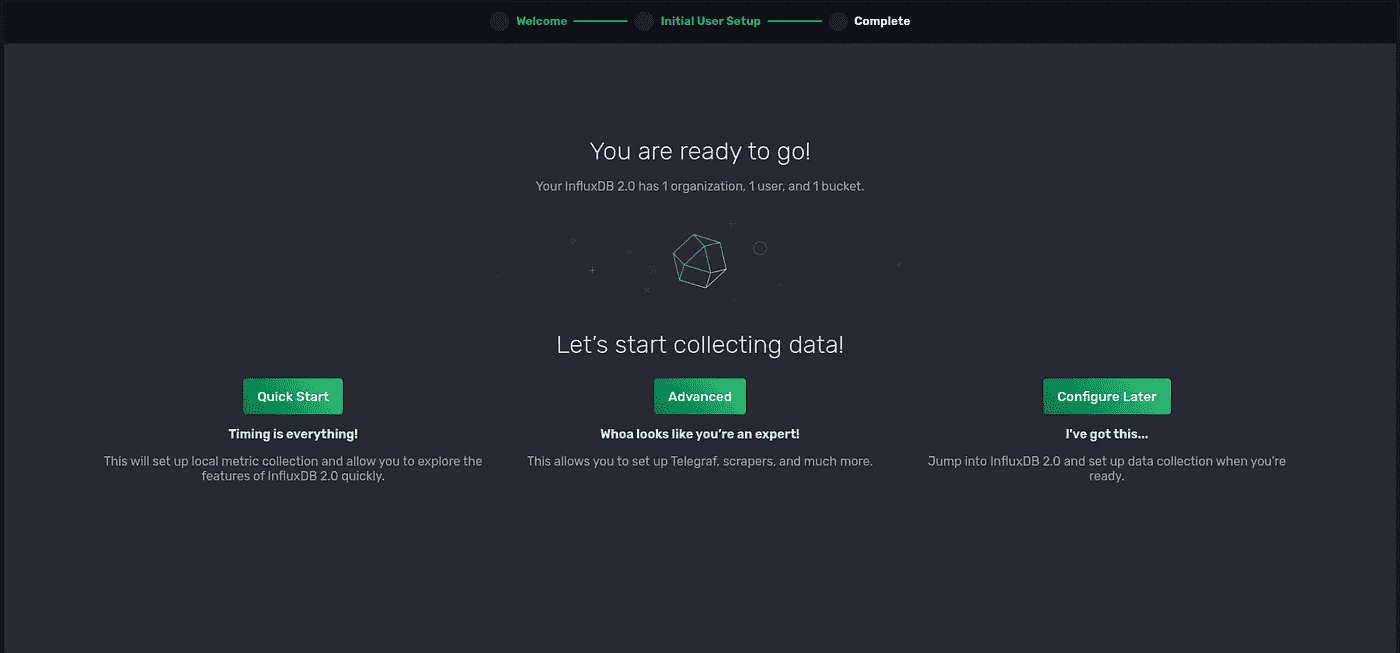 Welcome Initial User Setup Complete
You are ready to go!
Your InfluxDB 2.0 has 1 organization, 1 user, and 1 bucket.
Let's start collecting data!
Quick Start
Timing is everything!
This will set up local metric collection and allow you to explore the
features of InfluxDB 2.0 quickly.
Advanced
Whoa looks like you're an expert!
This allows you to set up Telegraf, scrapers, and much more.
Configure Later
I've got this...
Jump into InfluxDB 2.0 and set up data collection when you're
ready.